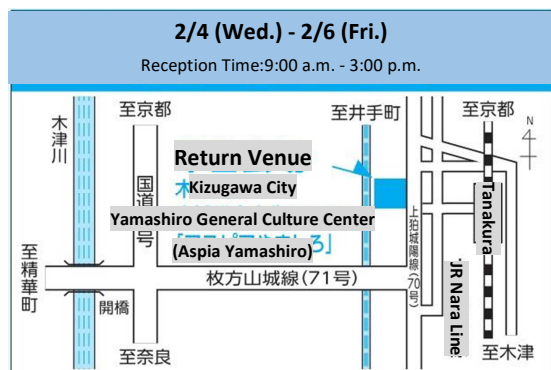 2/4 (Wed.) - 2/6 (Fri.)
Reception Time:9:00 a.m. - 3:00 p.m.
至京都
至井手町
至京都
木津川
N
Return Venue
Kizugawa City
国道
号
Yamashiro General Culture Center
(Aspia Yamashiro)
上狛城陽線(70号)
Tanakura
JR Nara Line
至精華町
枚方山城線(71号)
開橋
至奈良
至木津